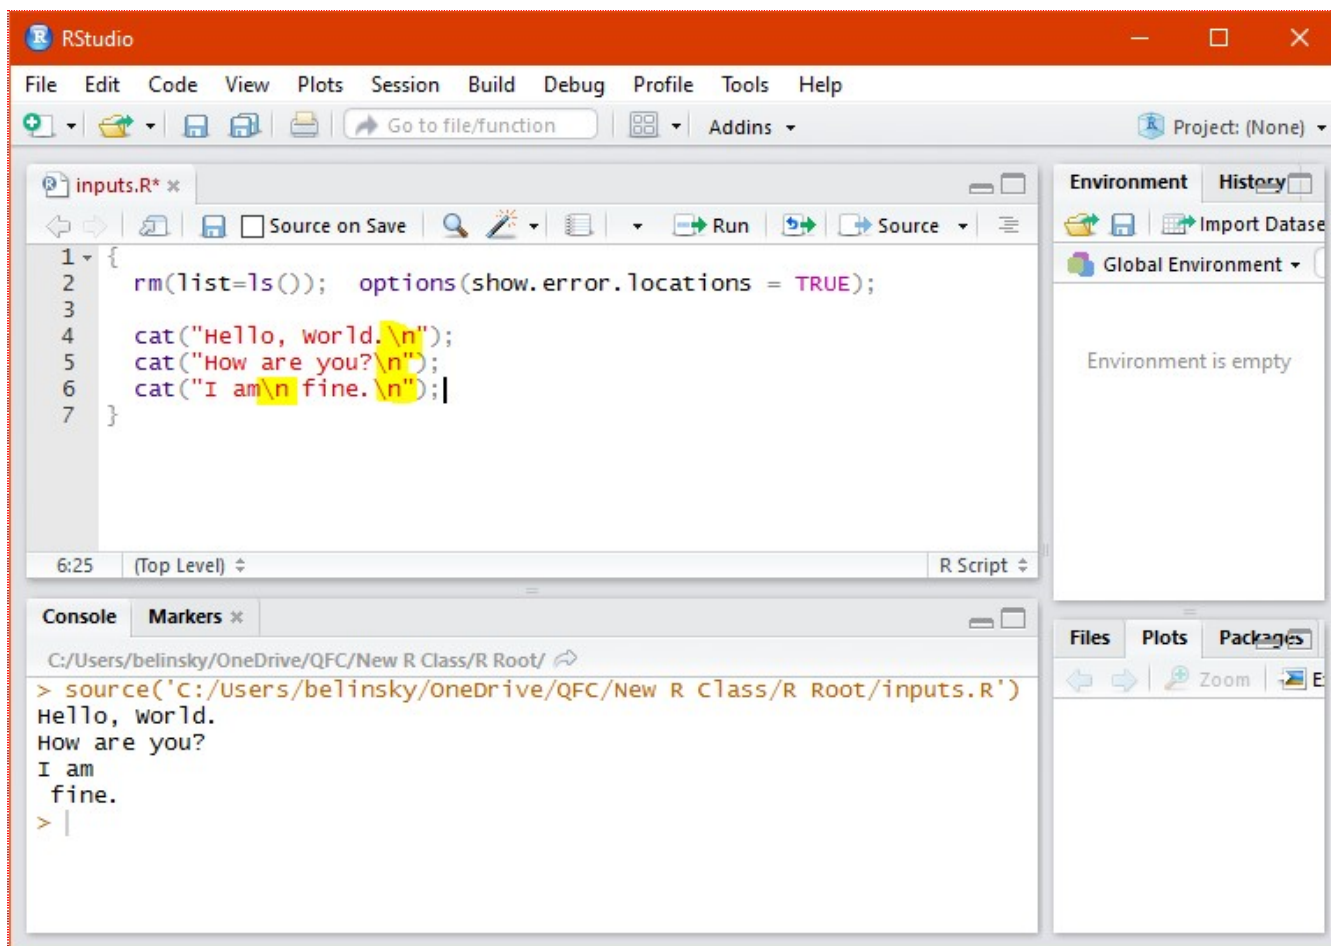 RStudio
File Edit Code View Plots Session Build Debug Profile Tools Help
Go to file/function Addins Project: (None)
inputs.R*
Source on Save Run Source
1 {
2 rm(list=ls()); options(show.error.locations = TRUE);
3
4 cat("Hello, World.\n");
5 cat("How are you?\n");
6 cat("I am\n fine.\n");
7 }
6:25 (Top Level) R Script
Console Markers
C:/Users/belinsky/OneDrive/QFC/New R Class/R Root/
> source('C:/Users/belinsky/OneDrive/QFC/New R Class/R Root/inputs.R')
Hello, World.
How are you?
I am
 fine.
>
Environment History
Import Datase
Global Environment
Environment is empty
Files Plots Packages
Zoom E